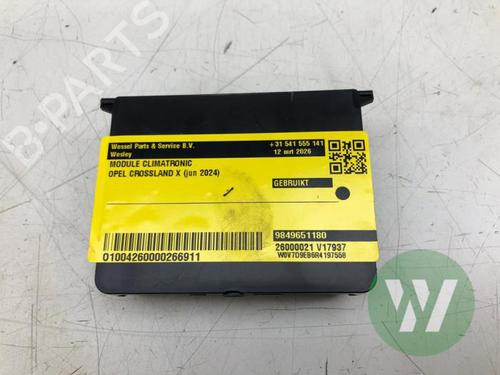 B-PARTS
Wessel Parts & Service B.V.
Wesley
+31 541 555 141
12 mrt 2026
MODULE CLIMATRONIC
OPEL CROSSLAND X (jun 2024)
GEBRUIKT
9849651180
26000021 V17937
W0V7D9EB6R4197558
01004260000266911
W